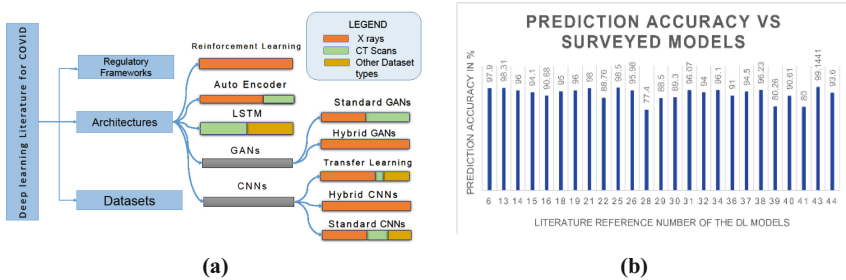 Deep learning Literature for COVID
Regulatory
Frameworks
Architectures
Datasets
Reinforcement Learning
Auto Encoder
LSTM
GANs
CNNs
LEGEND
X rays
CT Scans
Other Dataset
types
Standard GANs
Hybrid GANs
Transfer Learning
Hybrid CNNs
Standard CNNs
(a)
PREDICTION ACCURACY VS
SURVEYED MODELS
PREDICTION ACCURACY IN %
97.9 98.31 96 94.1 90.88 95 96 98 88.76 98.5 95.98 77.4 88.5 89.3 96.07 94 96.1 91 94.5 96.23 80.26 90.61 80 99.1441 93.6
6 13 14 15 16 18 19 21 22 25 26 28 29 30 31 32 34 36 37 38 39 40 41 43 44
LITERATURE REFERENCE NUMBER OF THE DL MODELS
(b)